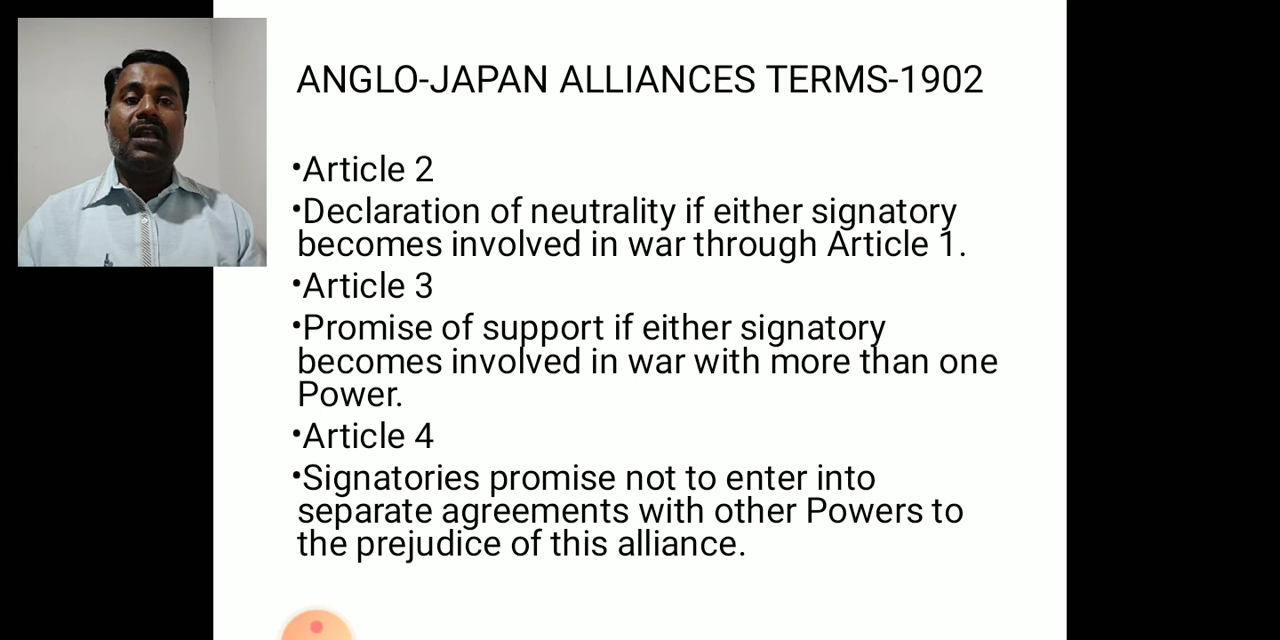 ANGLO-JAPAN ALLIANCES TERMS-1902
•Article 2
•Declaration of neutrality if either signatory
becomes involved in war through Article 1.
•Article 3
•Promise of support if either signatory
becomes involved in war with more than one
Power.
•Article 4
•Signatories promise not to enter into
separate agreements with other Powers to
the prejudice of this alliance.